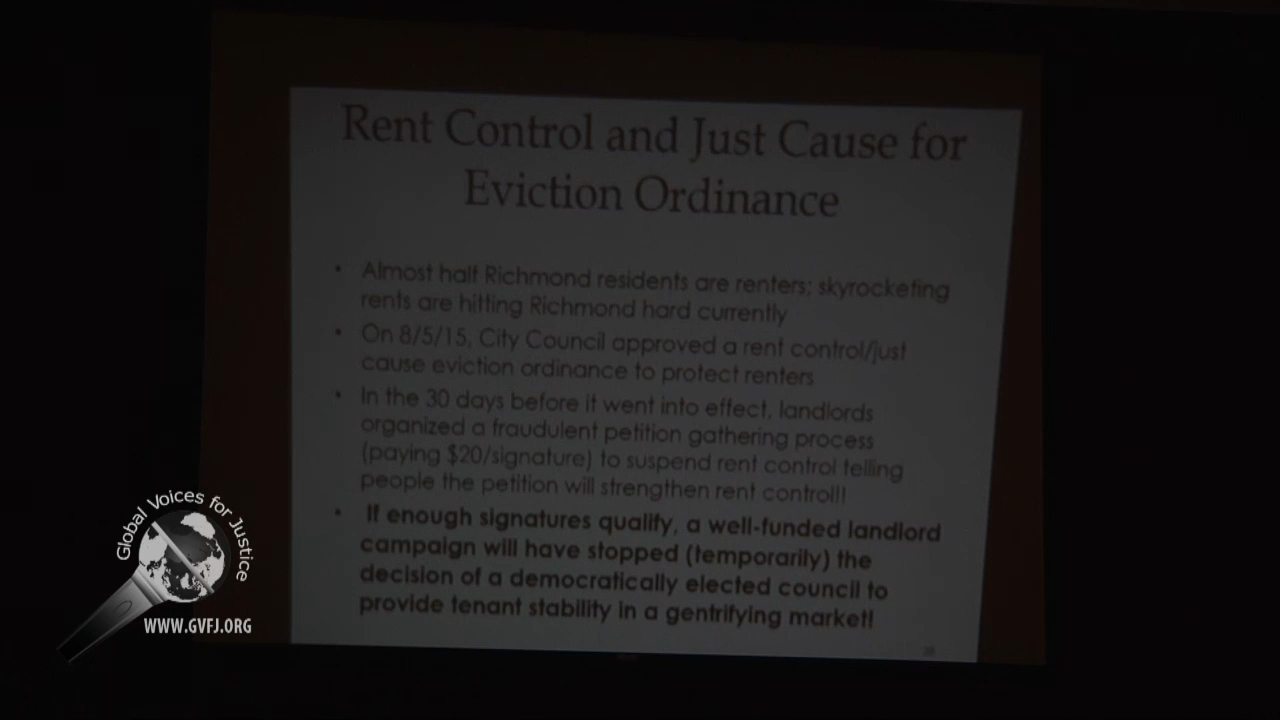 Rent Control and Just Cause for
Eviction Ordinance
• Almost half Richmond residents are renters; skyrocketing
rents are hitting Richmond hard currently
• On 8/5/15, City Council approved a rent control/just
cause eviction ordinance to protect renters
• In the 30 days before it went into effect, landlords
organized a fraudulent petition gathering process
(paying $20/signature) to suspend rent control telling
people the petition will strengthen rent control!!
• If enough signatures qualify, a well-funded landlord
campaign will have stopped (temporarily) the
decision of a democratically elected council to
provide tenant stability in a gentrifying market!
Global Voices for Justice
WWW.GVFJ.ORG